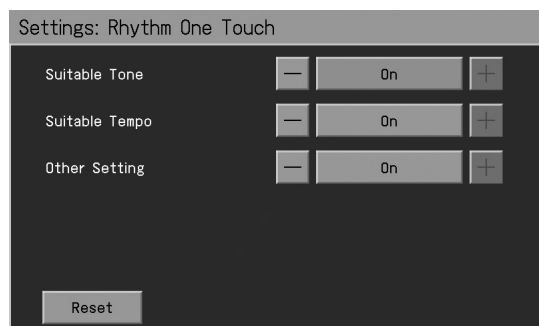 Settings: Rhythm One Touch
Suitable Tone — On +
Suitable Tempo — On +
Other Setting — On +
Reset